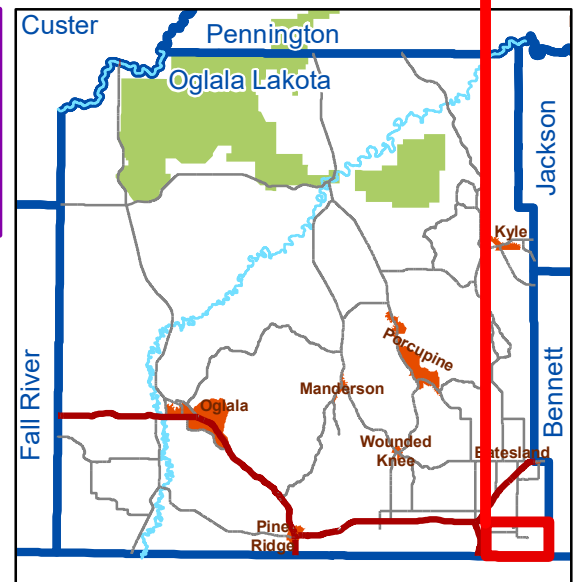 Custer
Pennington
Oglala Lakota
Jackson
Kyle
Porcupine
Fall River
Manderson
Oglala
Bennett
Wounded
Knee
Batesland
Pine
Ridge